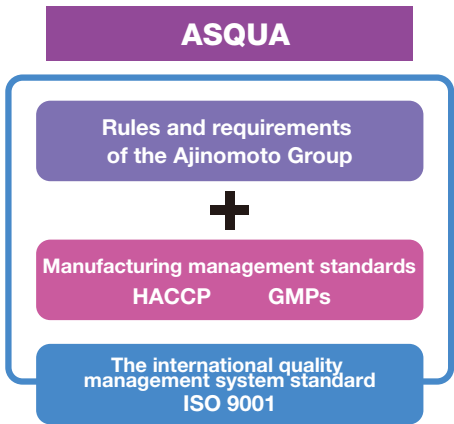 ASQUA
Rules and requirements
of the Ajinomoto Group
+
Manufacturing management standards
HACCP GMPs
The international quality
management system standard
ISO 9001